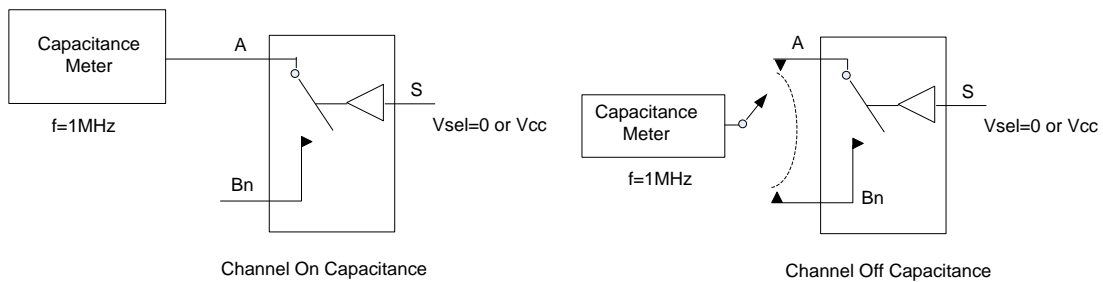 Capacitance
Meter
f=1MHz
A
S
Vsel=0 or Vcc
Bn
Channel On Capacitance
Capacitance
Meter
f=1MHz
A
S
Vsel=0 or Vcc
Bn
Channel Off Capacitance